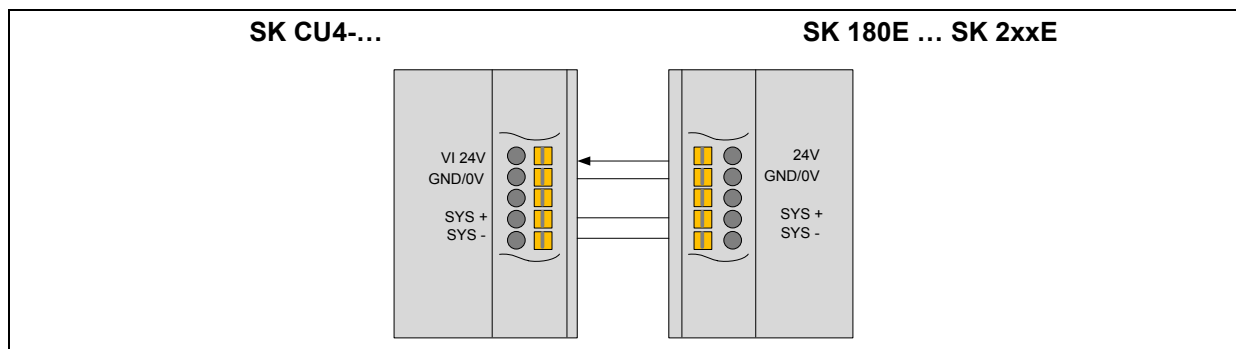 SK CU4-… SK 180E … SK 2xxE
VI 24V 24V
GND/0V GND/0V
SYS + SYS +
SYS - SYS -